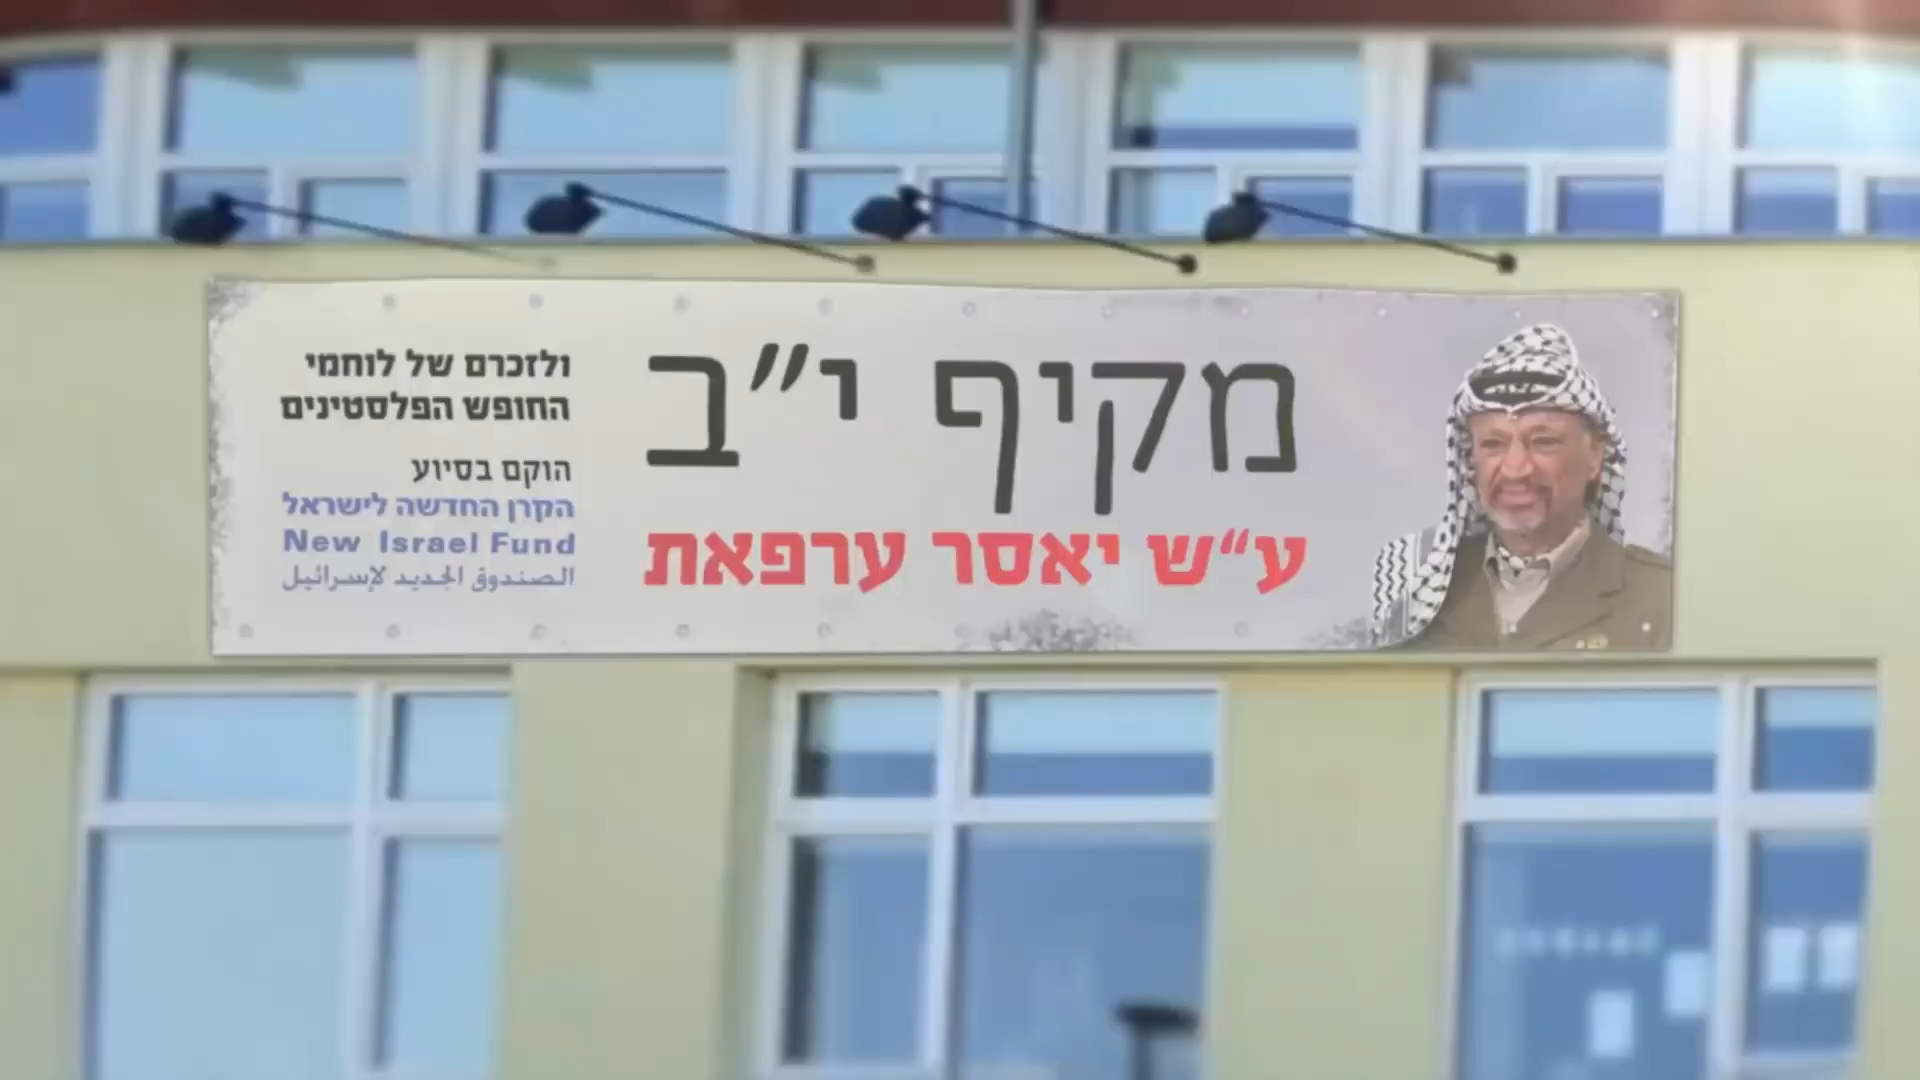 מקיף י״ב
ע״ש יאסר ערפאת
ולזכרם של לוחמי
החופש הפלסטינים
הוקם בסיוע
הקרן החדשה לישראל
New Israel Fund
الصندوق الجديد لإسرائيل